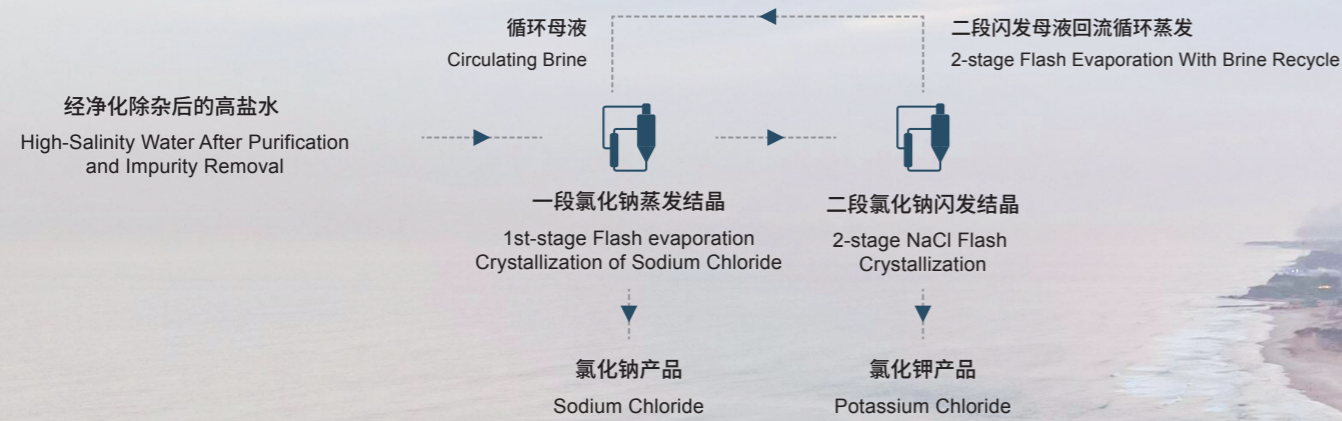 循环母液
Circulating Brine
二段闪发母液回流循环蒸发
2-stage Flash Evaporation With Brine Recycle
经净化除杂后的高盐水
High-Salinity Water After Purification
and Impurity Removal
一段氯化钠蒸发结晶
1st-stage Flash evaporation
Crystallization of Sodium Chloride
二段氯化钠闪发结晶
2-stage NaCl Flash
Crystallization
氯化钠产品
Sodium Chloride
氯化钾产品
Potassium Chloride